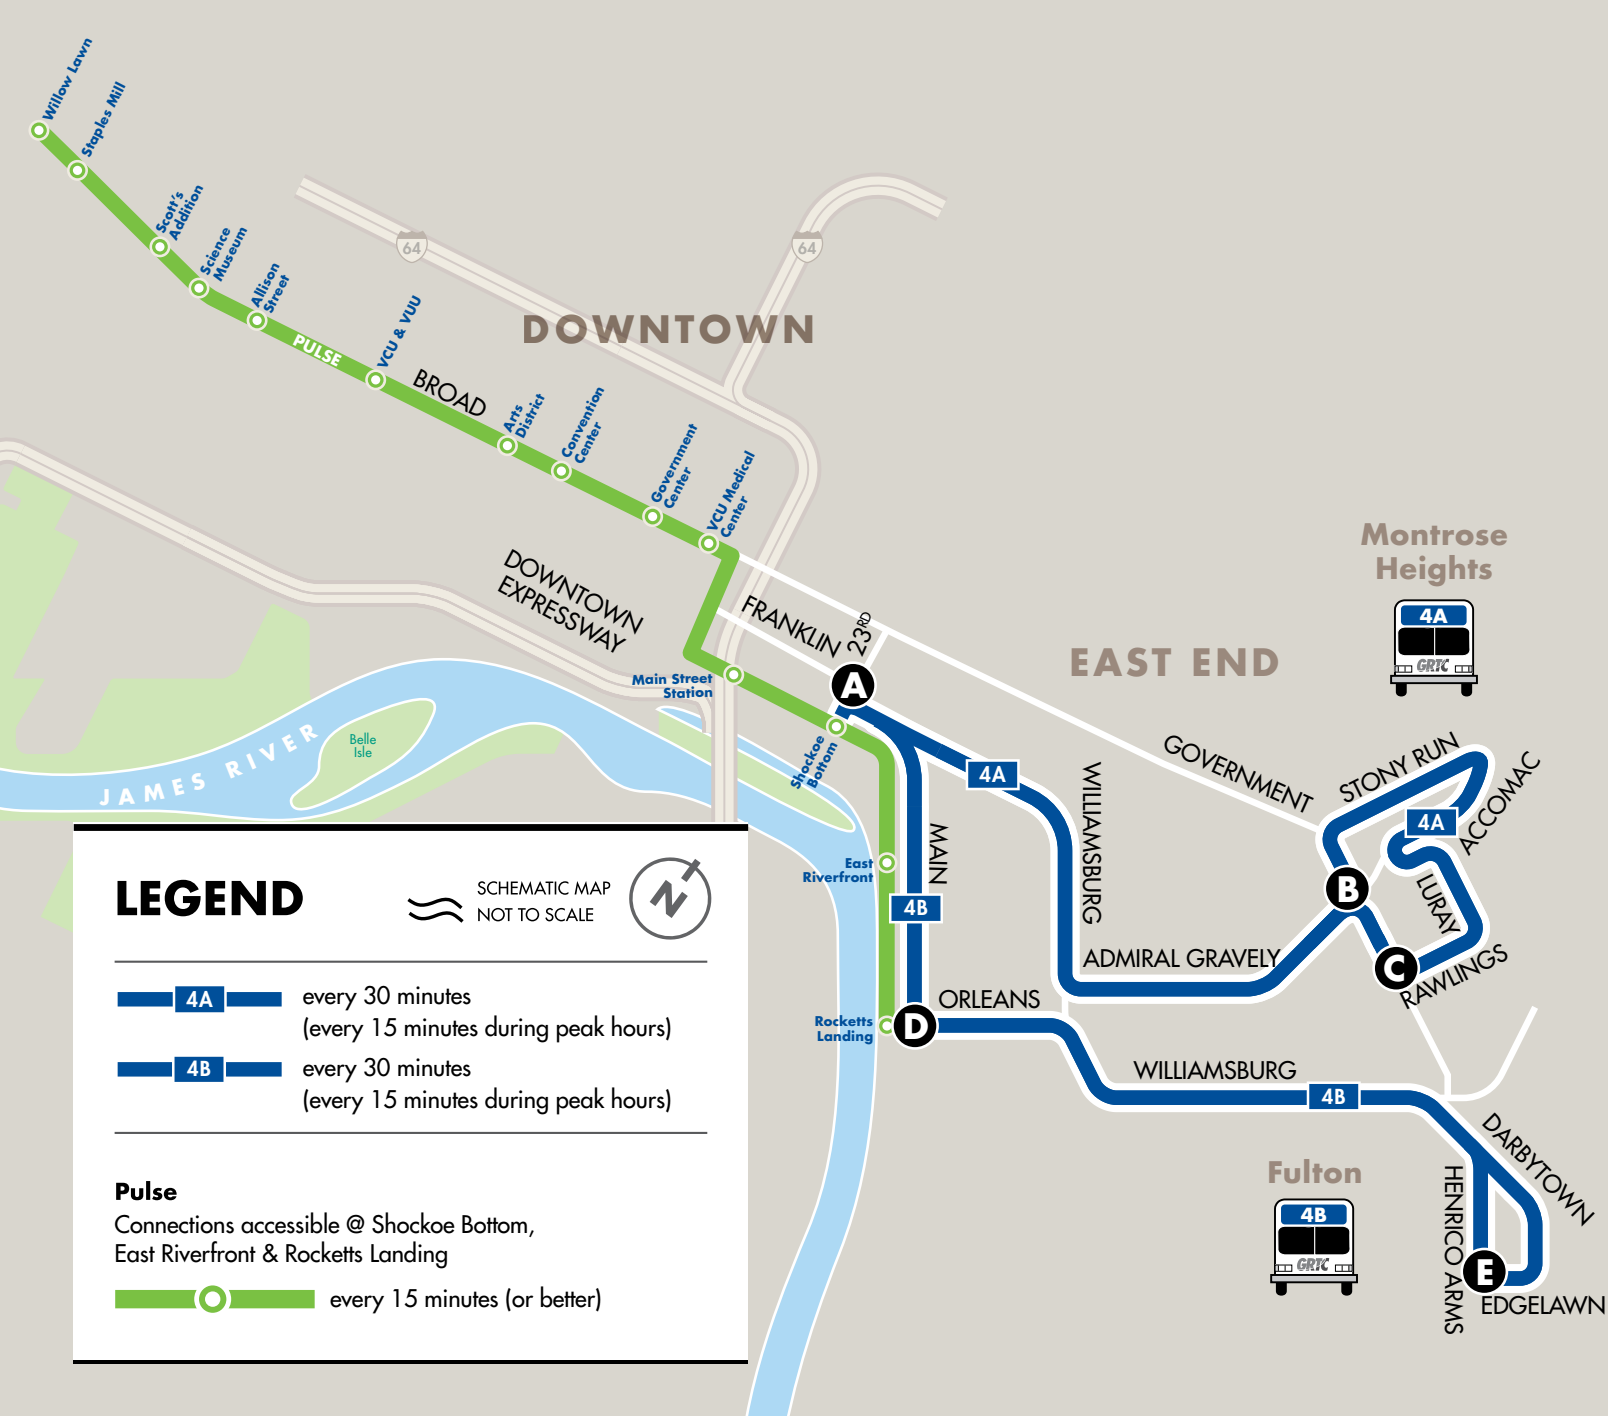 Willow Lawn
Staples Mill
Scott's
Addition
Science
Museum
Allison
Street
PULSE
VCU & VUU
BROAD
64
64
DOWNTOWN
Arts
District
Convention
Center
Government
Center
VCU Medical
Center
DOWNTOWN
EXPRESSWAY
FRANKLIN
23RD
A
Main Street
Station
Shockoe
Bottom
JAMES RIVER
Belle
Isle
EAST END
Montrose
Heights
4A
GRTC
GOVERNMENT
STONY RUN
ACCOMAC
4A
LURAY
RAWLINGS
B
C
4A
WILLIAMSBURG
ADMIRAL GRAVELY
MAIN
East
Riverfront
4B
Rocketts
Landing
D
ORLEANS
WILLIAMSBURG
4B
DARBYTOWN
HENRICO ARMS
E
EDGELAWN
Fulton
4B
GRTC
LEGEND
SCHEMATIC MAP
NOT TO SCALE
N
4A
every 30 minutes
(every 15 minutes during peak hours)
4B
every 30 minutes
(every 15 minutes during peak hours)
Pulse
Connections accessible @ Shockoe Bottom,
East Riverfront & Rocketts Landing
every 15 minutes (or better)